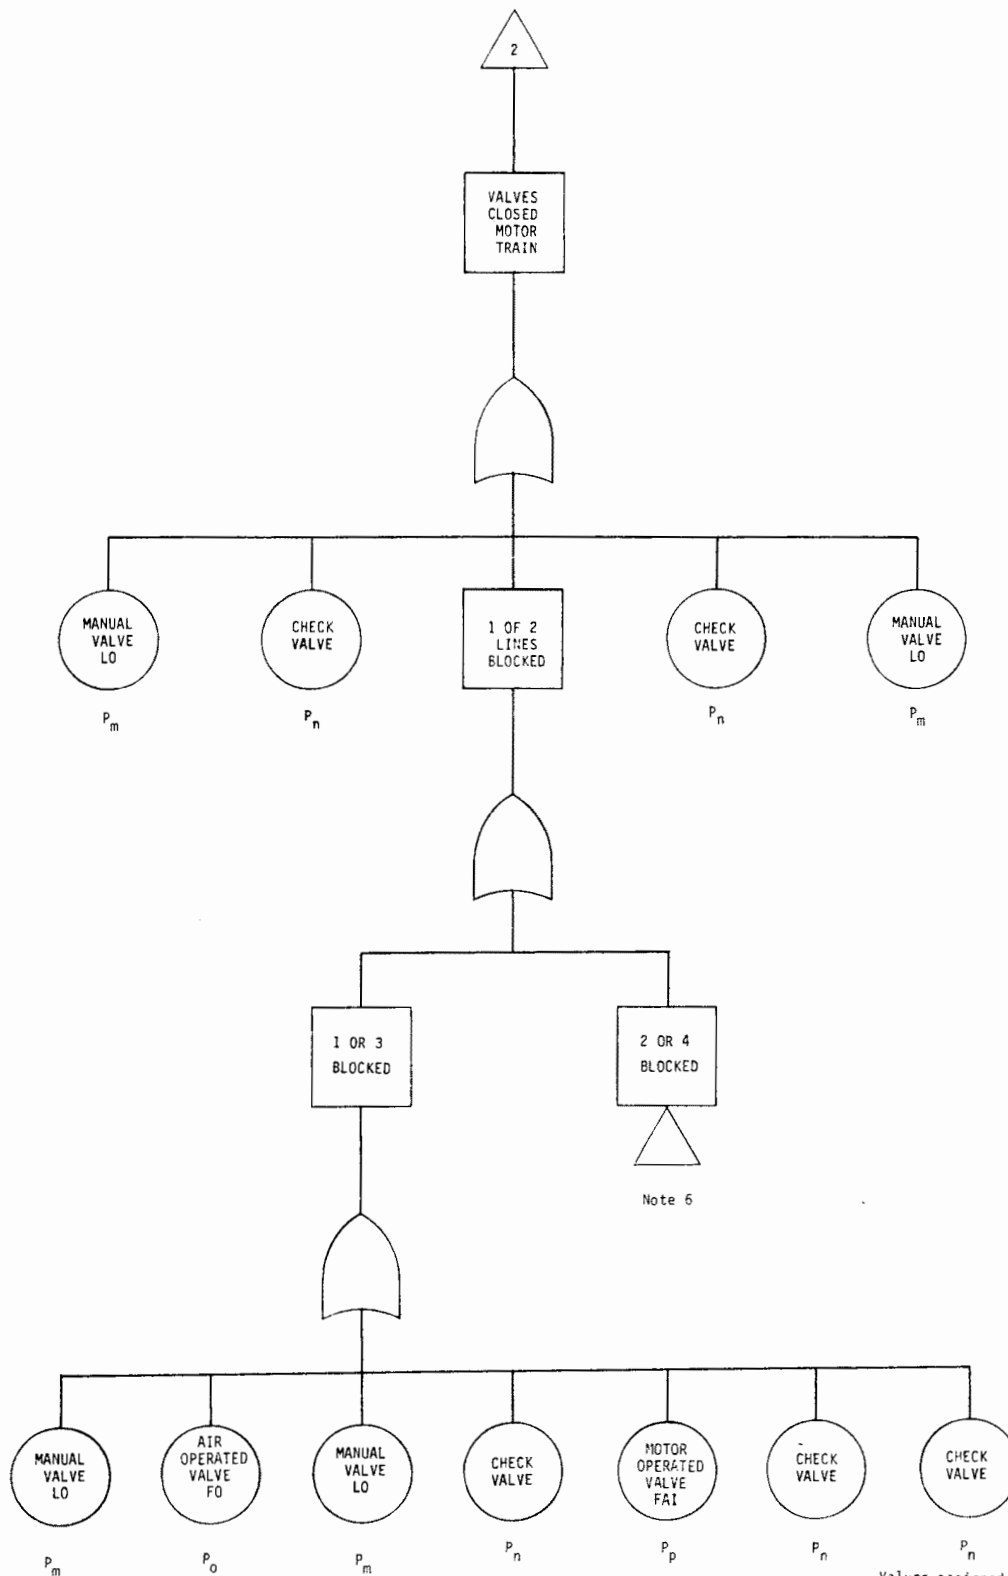 2
VALVES
CLOSED
MOTOR
TRAIN
MANUAL
VALVE
LO
P_m
CHECK
VALVE
P_n
1 OF 2
LINES
BLOCKED
CHECK
VALVE
P_n
MANUAL
VALVE
LO
P_m
1 OR 3
BLOCKED
2 OR 4
BLOCKED
Note 6
MANUAL
VALVE
LO
P_m
AIR
OPERATED
VALVE
FO
P_o
MANUAL
VALVE
LO
P_m
CHECK
VALVE
P_n
MOTOR
OPERATED
VALVE
FAI
P_p
CHECK
VALVE
P_n
CHECK
VALVE
P_n